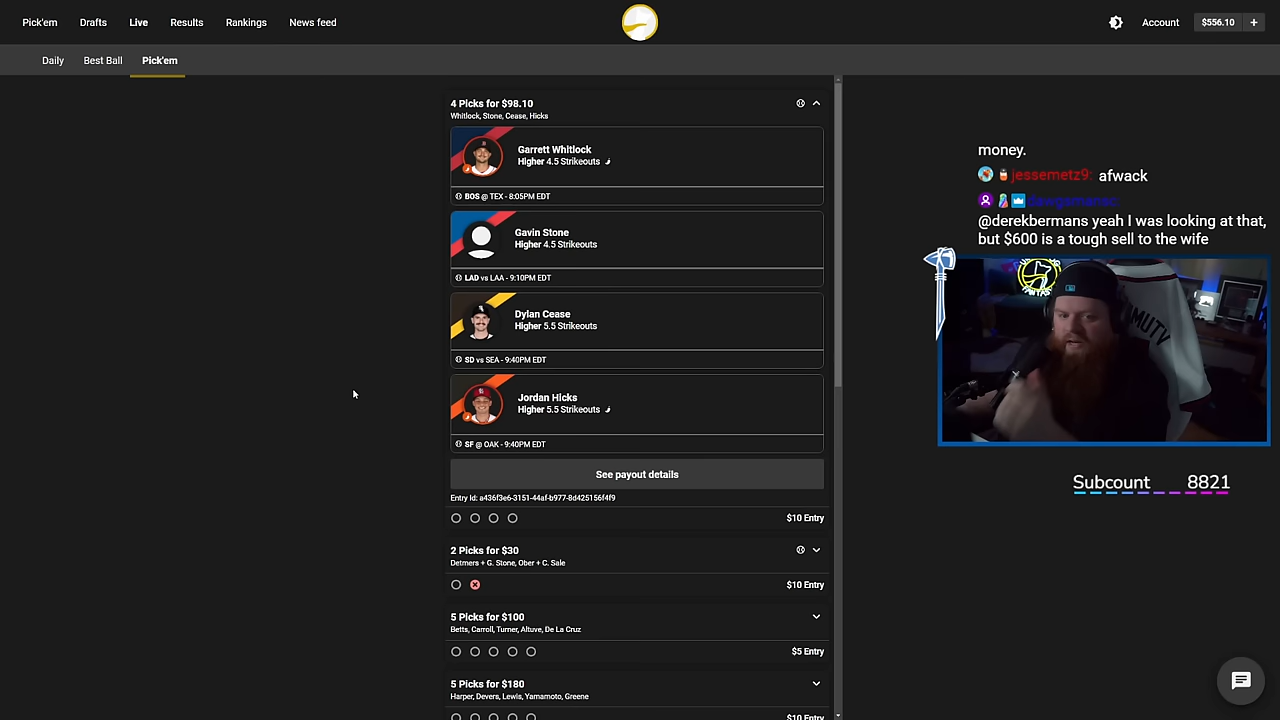 Pick'em
Drafts
Live
Results
Rankings
News feed
Account
$556.10
+
Daily
Best Ball
Pick'em
4 Picks for $98.10
Whitlock, Stone, Cease, Hicks
Garrett Whitlock
Higher 4.5 Strikeouts
BOS @ TEX - 8:05PM EDT
Gavin Stone
Higher 4.5 Strikeouts
LAD vs LAA - 9:10PM EDT
Dylan Cease
Higher 5.5 Strikeouts
SD vs SEA - 9:40PM EDT
Jordan Hicks
Higher 5.5 Strikeouts
SF @ OAK - 9:40PM EDT
See payout details
Entry Id: a436f3e6-3151-44af-b977-8d425156f4f9
$10 Entry
2 Picks for $30
Detmers + G. Stone, Ober + C. Sale
$10 Entry
5 Picks for $100
Betts, Carroll, Turner, Altuve, De La Cruz
$5 Entry
5 Picks for $180
Harper, Devers, Lewis, Yamamoto, Greene
$10 Entry
money.
jessemetz9: afwack
@derekbermans yeah I was looking at that,
but $600 is a tough sell to the wife
Subcount 8821